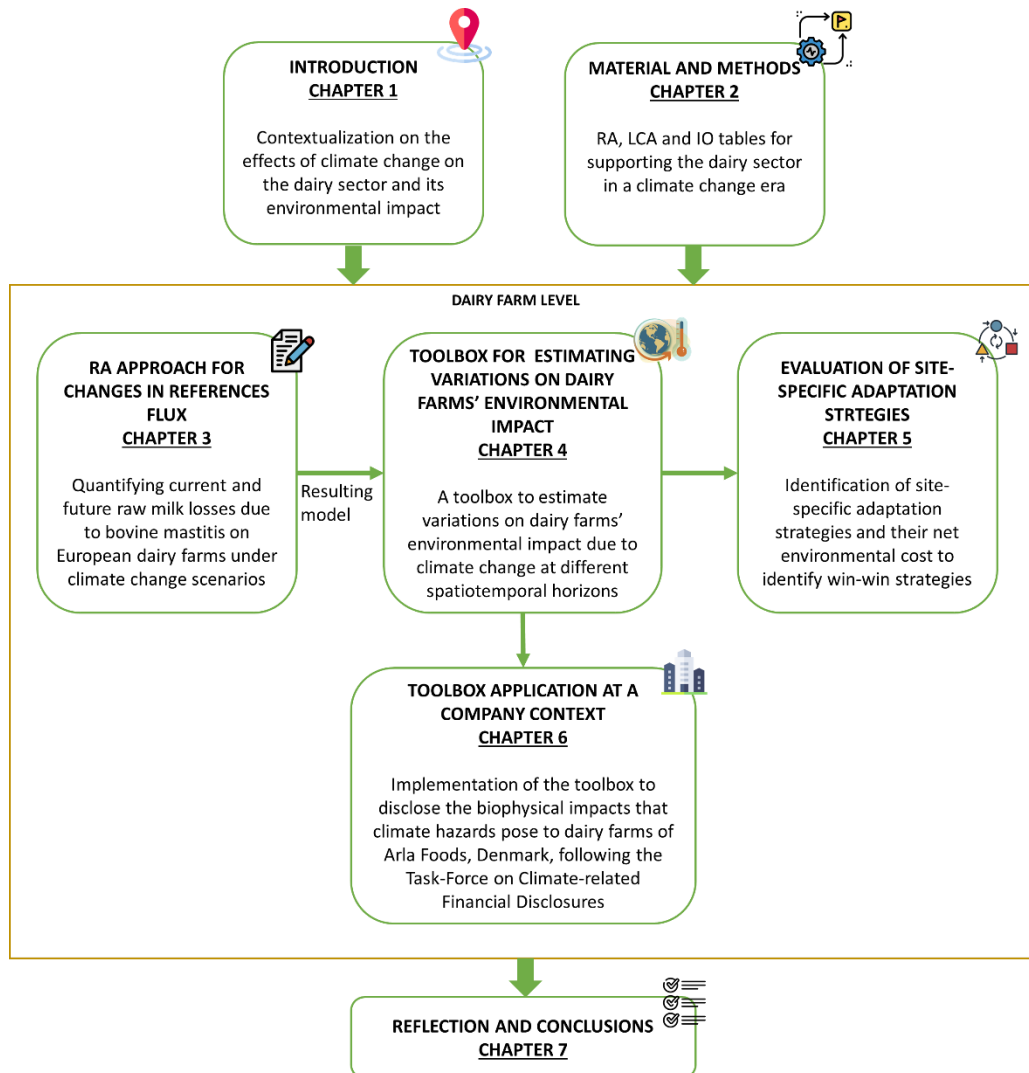 INTRODUCTION
CHAPTER 1
Contextualization on the
effects of climate change on
the dairy sector and its
environmental impact
MATERIAL AND METHODS
CHAPTER 2
RA, LCA and IO tables for
supporting the dairy sector
in a climate change era
DAIRY FARM LEVEL
RA APPROACH FOR
CHANGES IN REFERENCES
FLUX
CHAPTER 3
Quantifying current and
future raw milk losses due
to bovine mastitis on
European dairy farms under
climate change scenarios
Resulting
model
TOOLBOX FOR ESTIMATING
VARIATIONS ON DAIRY
FARMS’ ENVIRONMENTAL
IMPACT
CHAPTER 4
A toolbox to estimate
variations on dairy farms’
environmental impact due to
climate change at different
spatiotemporal horizons
EVALUATION OF SITE-
SPECIFIC ADAPTATION
STRTEGIES
CHAPTER 5
Identification of site-
specific adaptation
strategies and their net
environmental cost to
identify win-win strategies
TOOLBOX APPLICATION AT A
COMPANY CONTEXT
CHAPTER 6
Implementation of the toolbox to
disclose the biophysical impacts that
climate hazards pose to dairy farms of
Arla Foods, Denmark, following the
Task-Force on Climate-related
Financial Disclosures
REFLECTION AND CONCLUSIONS
CHAPTER 7